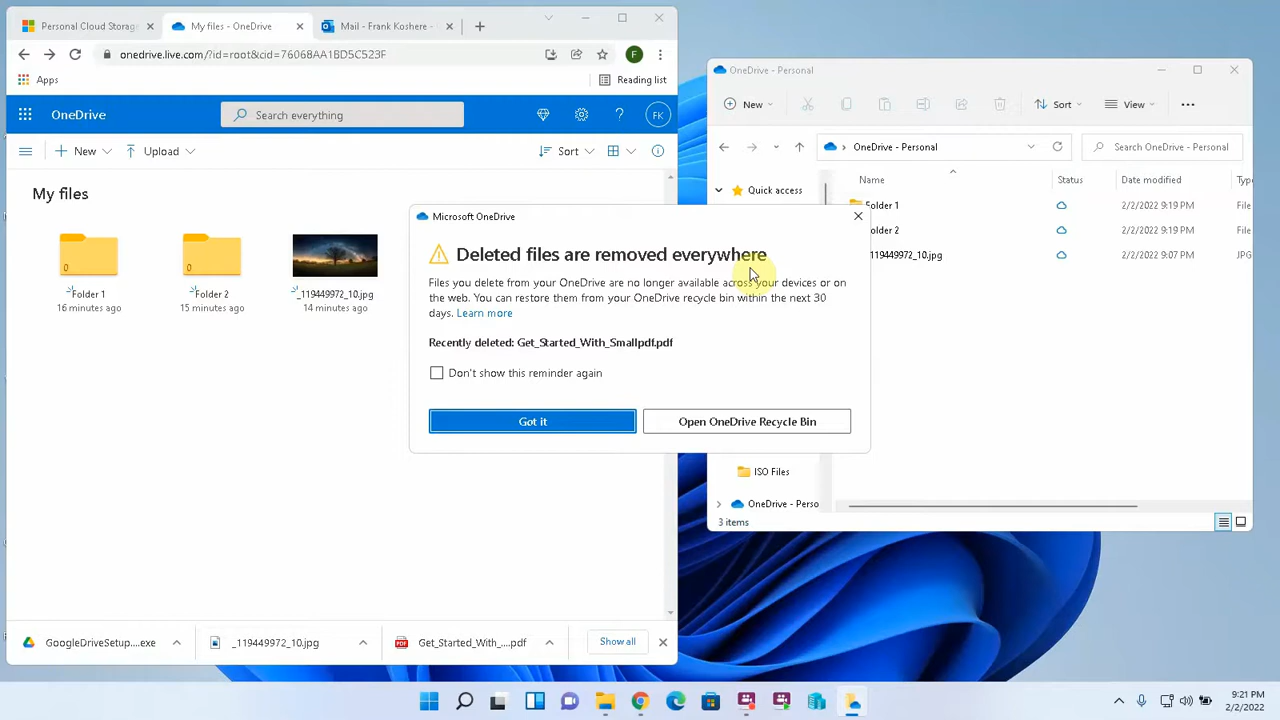 Personal Cloud Storag
My files - OneDrive
Mail - Frank Koshere -
onedrive.live.com/?id=root&cid=76068AA1BD5C523F
F
Apps
Reading list
OneDrive
Search everything
?
FK
New
Upload
Sort
My files
0
Folder 1
16 minutes ago
0
Folder 2
15 minutes ago
_119449972_10.jpg
14 minutes ago
OneDrive - Personal
New
Sort
View
OneDrive - Personal
Search OneDrive - Personal
Quick access
Name
Status
Date modified
Type
Folder 1
2/2/2022 9:19 PM
File
Folder 2
2/2/2022 9:19 PM
File
119449972_10.jpg
2/2/2022 9:07 PM
JPG
ISO Files
OneDrive - Perso
3 items
Microsoft OneDrive
Deleted files are removed everywhere
Files you delete from your OneDrive are no longer available across your devices or on
the web. You can restore them from your OneDrive recycle bin within the next 30
days. Learn more
Recently deleted: Get_Started_With_Smallpdf.pdf
Don't show this reminder again
Got it
Open OneDrive Recycle Bin
GoogleDriveSetup....exe
_119449972_10.jpg
PDF
Get_Started_With_....pdf
Show all
9:21 PM
2/2/2022